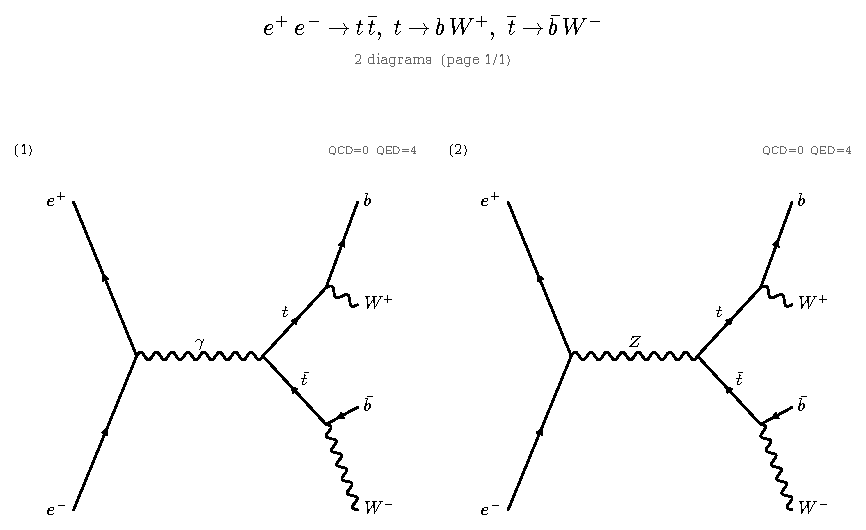 e⁺ e⁻ → t t̄, t → b W⁺, t̄ → b̄ W⁻
2 diagrams (page 1/1)
(1)
QCD=0 QED=4
e⁺
b
W⁺
t
γ
t̄
b̄
e⁻
W⁻
(2)
QCD=0 QED=4
e⁺
b
W⁺
t
Z
t̄
b̄
e⁻
W⁻